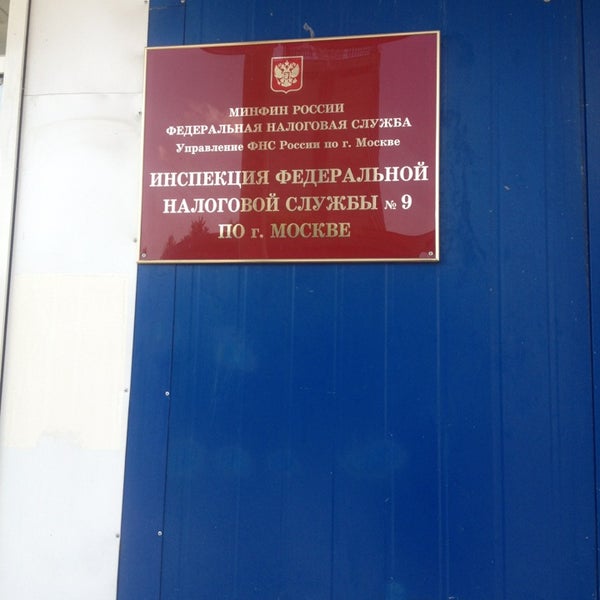 МИНФИН РОССИИ
ФЕДЕРАЛЬНАЯ НАЛОГОВАЯ СЛУЖБА
Управление ФНС России по г. Москве
ИНСПЕКЦИЯ ФЕДЕРАЛЬНОЙ
НАЛОГОВОЙ СЛУЖБЫ № 9
ПО г. МОСКВЕ